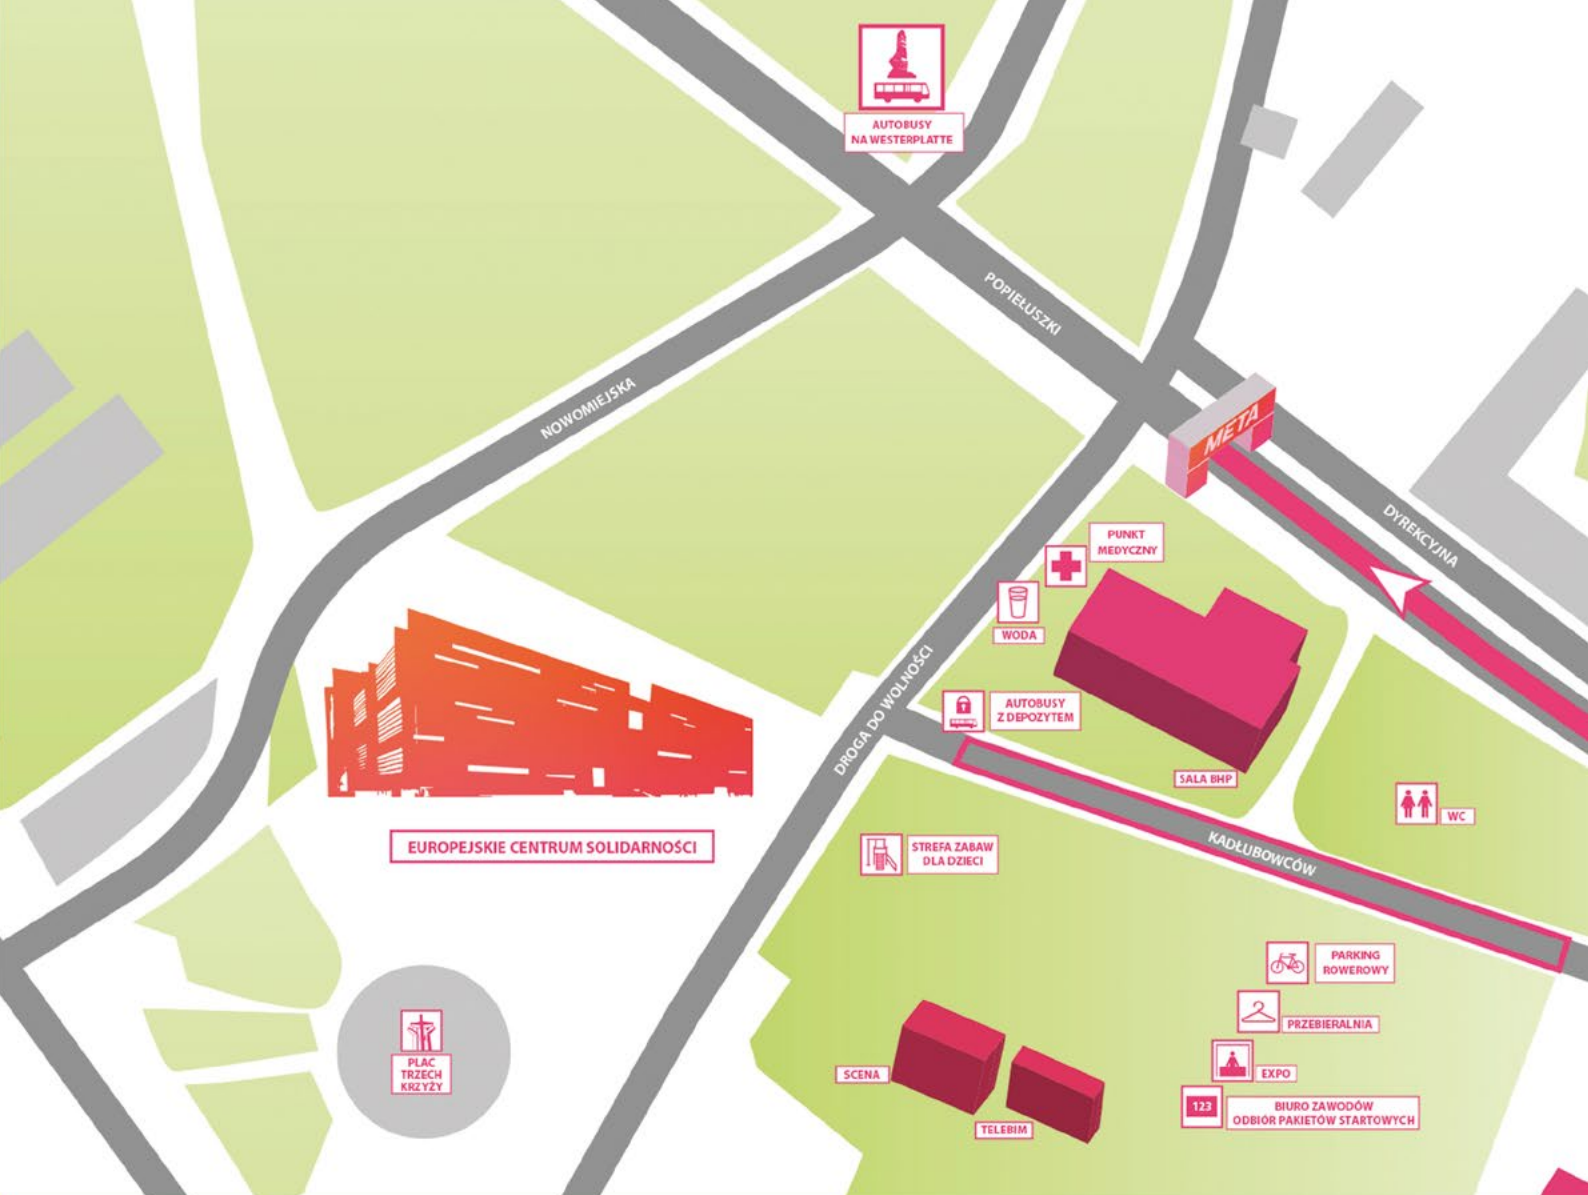 AUTOBUSY
NA WESTERPLATTE
POPIEŁUSZKI
NOWOMIEJSKA
META
DYREKCYJNA
PUNKT
MEDYCZNY
WODA
DROGA DO WOLNOŚCI
AUTOBUSY
Z DEPOZYTEM
SALA BHP
WC
KADŁUBOWCÓW
EUROPEJSKIE CENTRUM SOLIDARNOŚCI
STREFA ZABAW
DLA DZIECI
PARKING
ROWEROWY
PRZEBIERALNIA
PLAC
TRZECH
KRZYŻY
SCENA
EXPO
123
BIURO ZAWODÓW
ODBIÓR PAKIETÓW STARTOWYCH
TELEBIM